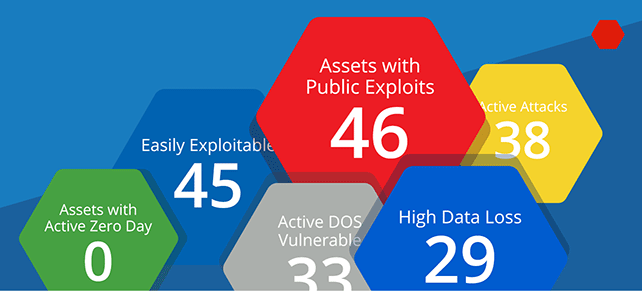 Assets with
Public Exploits
46
Active Attacks
38
Easily Exploitable
45
Assets with
Active Zero Day
0
Active DOS
Vulnerable
33
High Data Loss
29